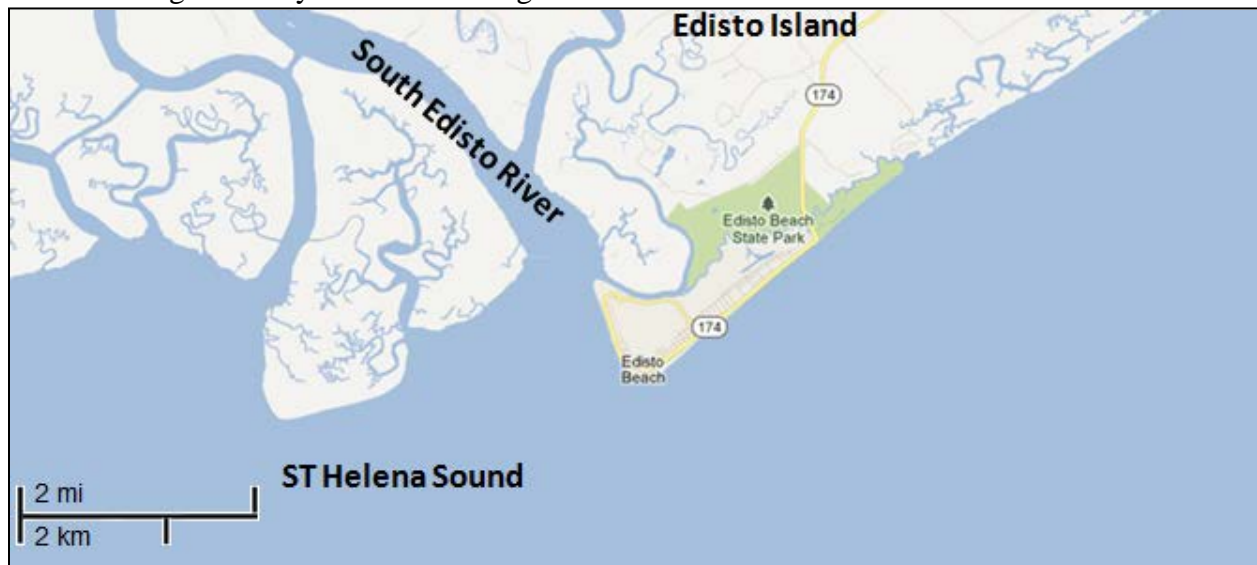 Edisto Island
South Edisto River
174
Edisto Beach
State Park
174
Edisto
Beach
ST Helena Sound
2 mi
2 km